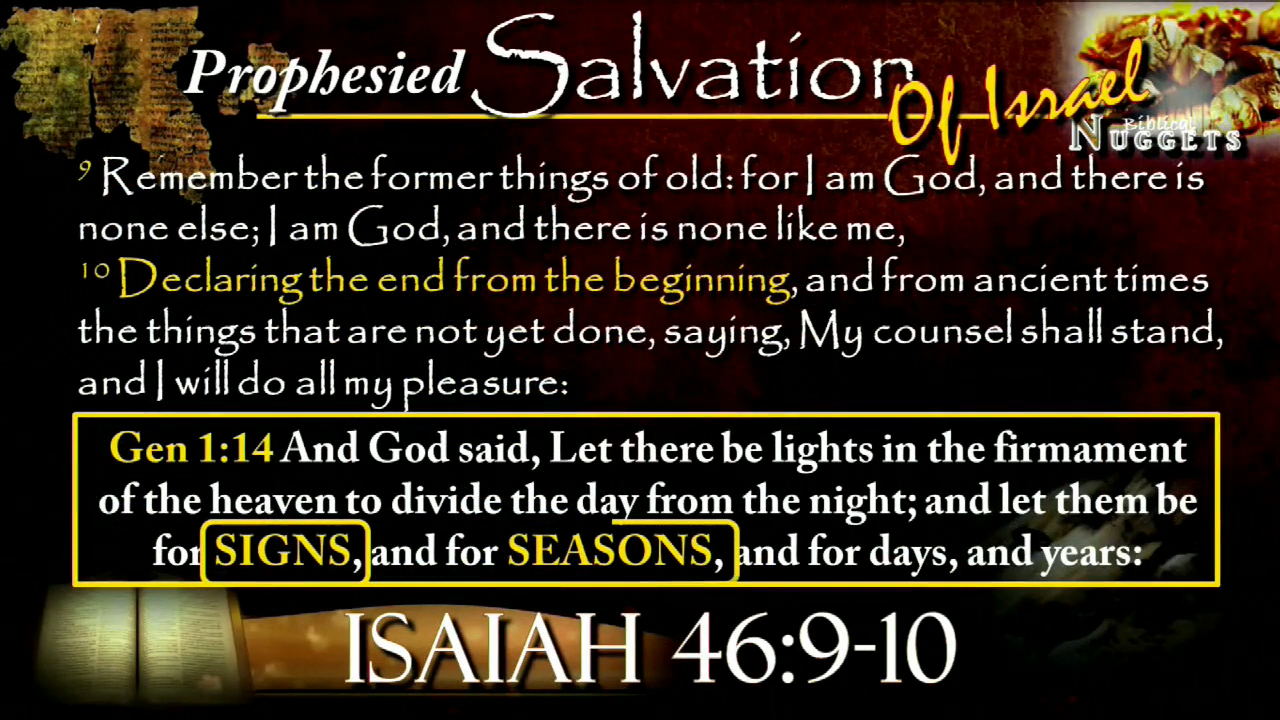 Prophesied Salvation Of Israel
Biblical
NUGGETS
9 Remember the former things of old: for I am God, and there is
none else; I am God, and there is none like me,
10 Declaring the end from the beginning, and from ancient times
the things that are not yet done, saying, My counsel shall stand,
and I will do all my pleasure:
Gen 1:14 And God said, Let there be lights in the firmament
of the heaven to divide the day from the night; and let them be
for SIGNS, and for SEASONS, and for days, and years:
ISAIAH 46:9-10